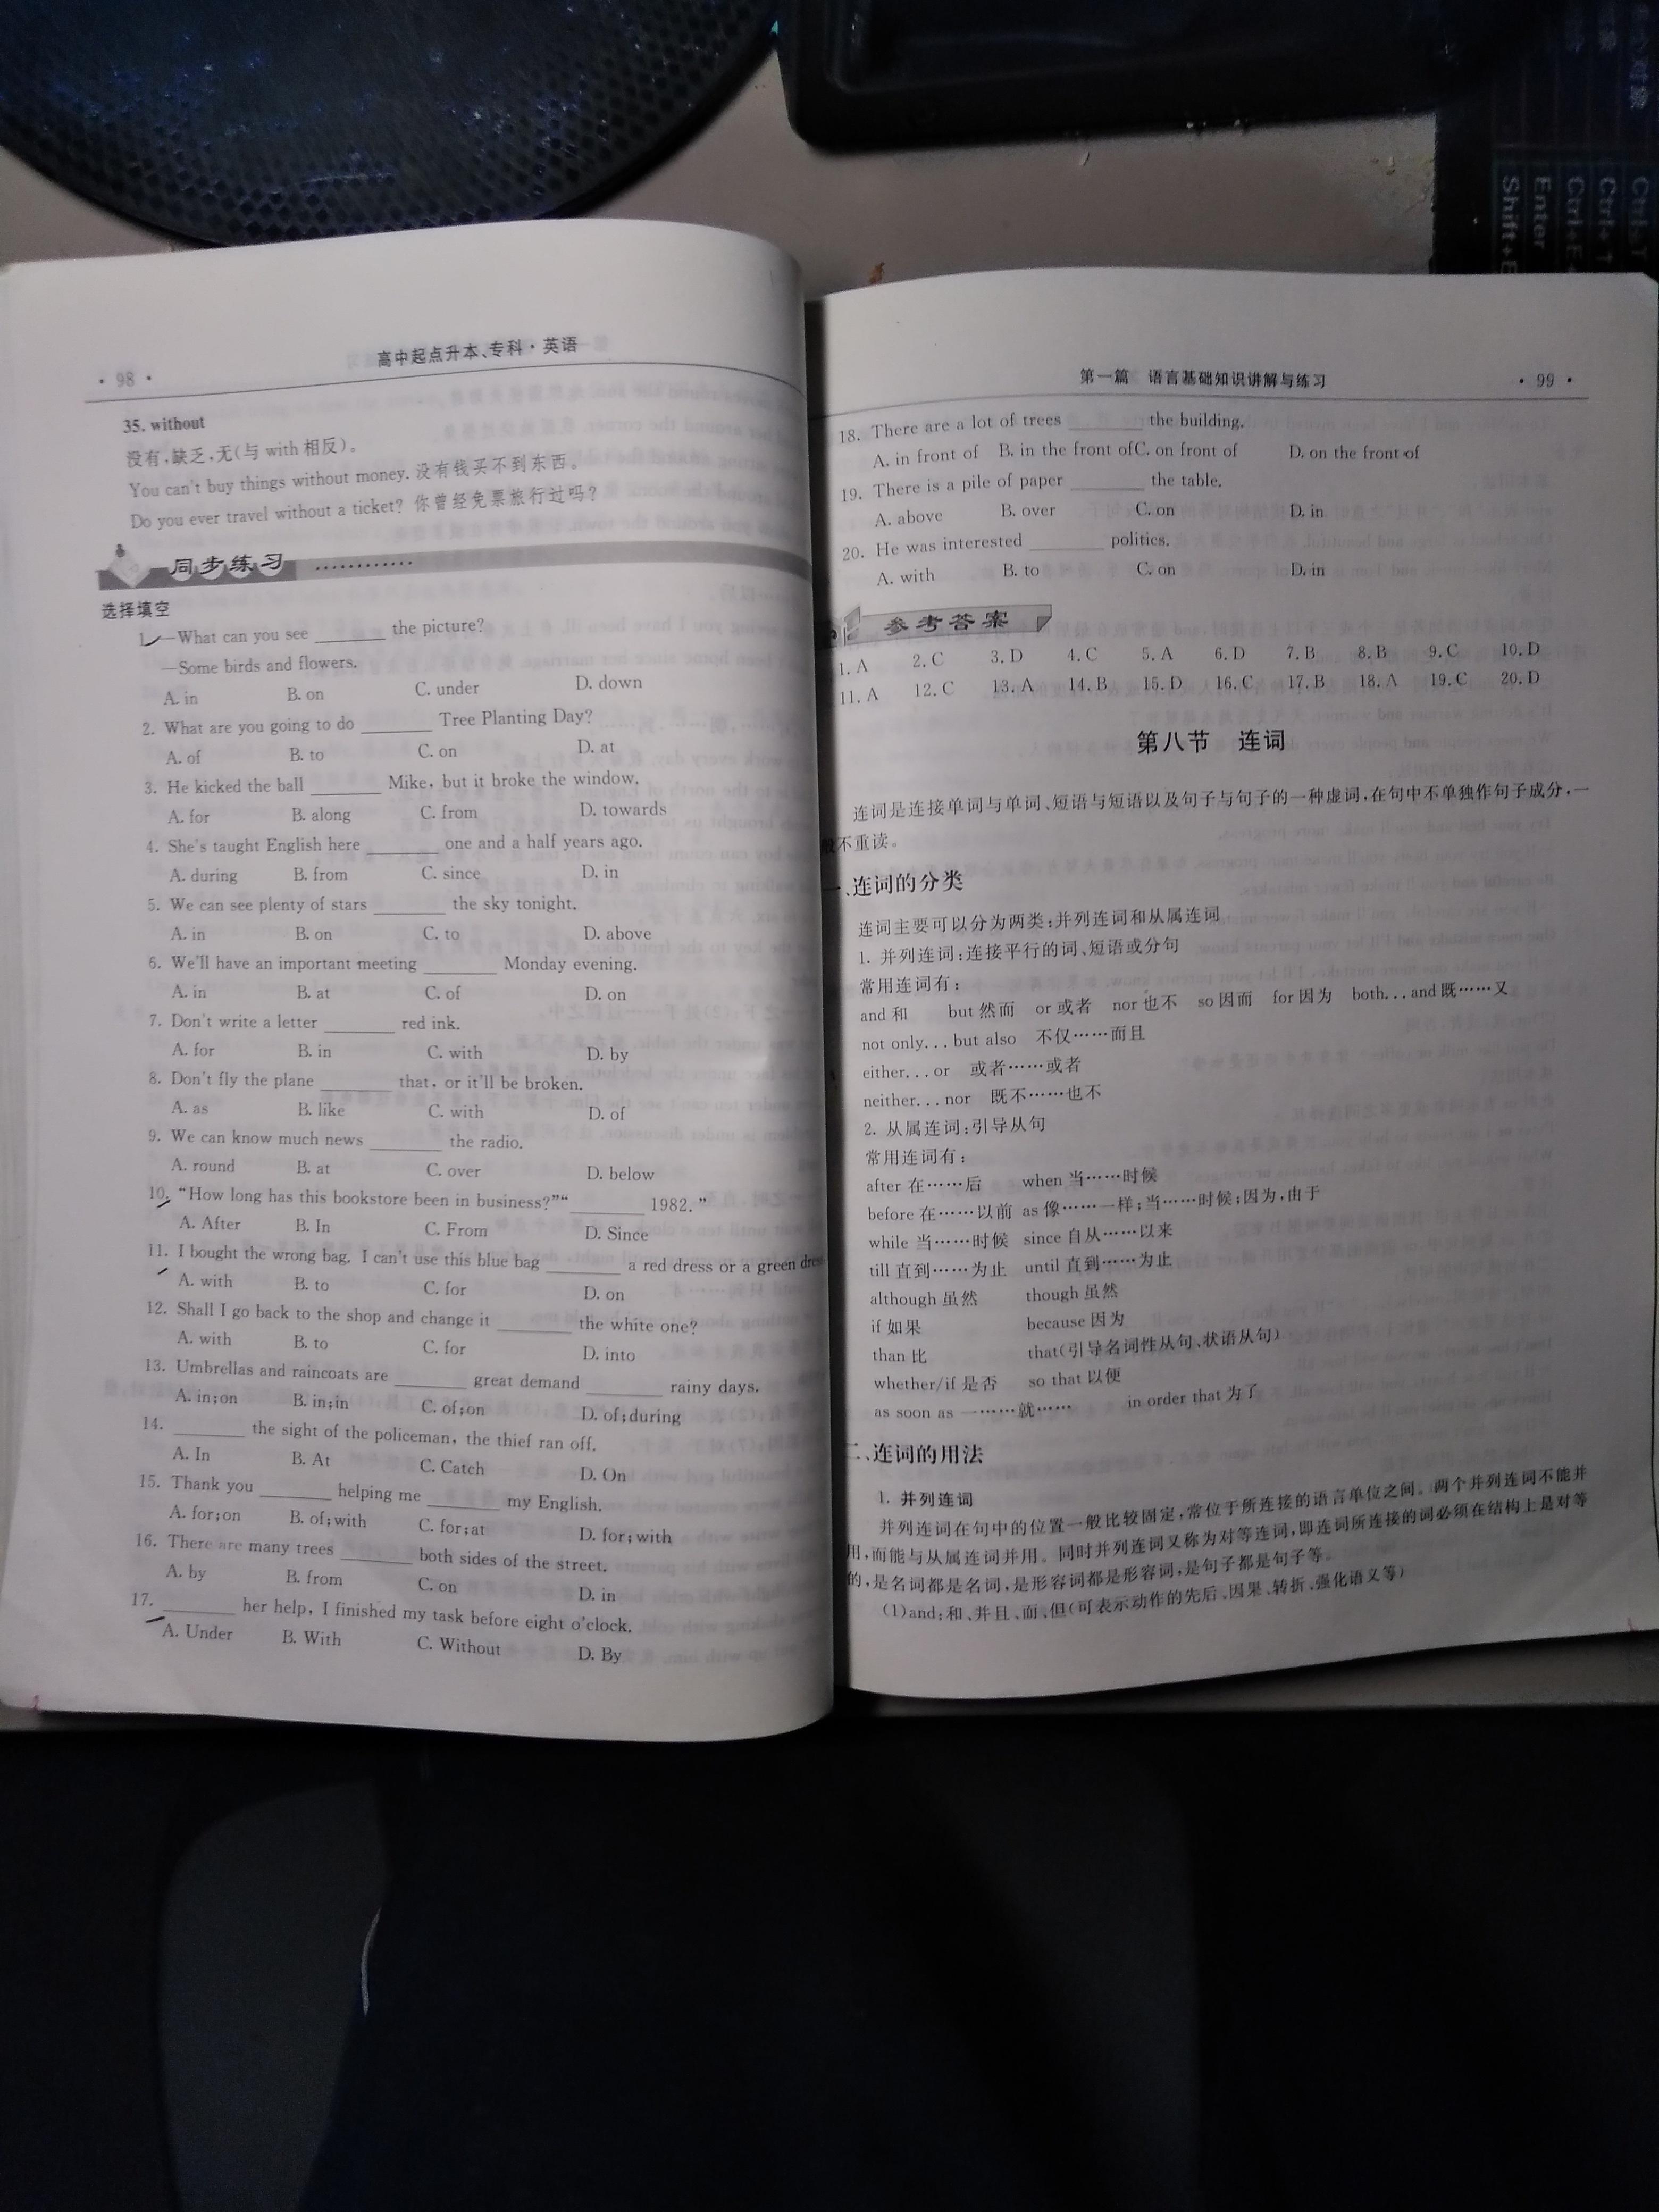 Ctrl+T
Ctrl+
Ctrl+E+
Enter
Shift+E
高中起点升本、专科·英语
· 98 ·
35. without
没有,缺乏,无(与 with 相反)。
You can't buy things without money. 没有钱买不到东西。
Do you ever travel without a ticket? 你曾经免票旅行过吗?
同步练习 …………
选择填空
1. —What can you see ______ the picture?
—Some birds and flowers.
A. in B. on C. under D. down
2. What are you going to do ______ Tree Planting Day?
A. of B. to C. on D. at
3. He kicked the ball ______ Mike, but it broke the window.
A. for B. along C. from D. towards
4. She's taught English here ______ one and a half years ago.
A. during B. from C. since D. in
5. We can see plenty of stars ______ the sky tonight.
A. in B. on C. to D. above
6. We'll have an important meeting ______ Monday evening.
A. in B. at C. of D. on
7. Don't write a letter ______ red ink.
A. for B. in C. with D. by
8. Don't fly the plane ______ that, or it'll be broken.
A. as B. like C. with D. of
9. We can know much news ______ the radio.
A. round B. at C. over D. below
10. “How long has this bookstore been in business?”“______ 1982.”
A. After B. In C. From D. Since
11. I bought the wrong bag. I can't use this blue bag ______ a red dress or a green dress
A. with B. to C. for D. on
12. Shall I go back to the shop and change it ______ the white one?
A. with B. to C. for D. into
13. Umbrellas and raincoats are ______ great demand ______ rainy days.
A. in;on B. in;in C. of;on D. of;during
14. ______ the sight of the policeman, the thief ran off.
A. In B. At C. Catch D. On
15. Thank you ______ helping me ______ my English.
A. for;on B. of;with C. for;at D. for;with
16. There are many trees ______ both sides of the street.
A. by B. from C. on D. in
17. ______ her help, I finished my task before eight o'clock.
A. Under B. With C. Without D. By
第一篇 语言基础知识讲解与练习
· 99 ·
18. There are a lot of trees ______ the building.
A. in front of B. in the front of C. on front of D. on the front of
19. There is a pile of paper ______ the table.
A. above B. over C. on D. in
20. He was interested ______ politics.
A. with B. to C. on D. in
参考答案
1. A 2. C 3. D 4. C 5. A 6. D 7. B 8. B 9. C 10. D
11. A 12. C 13. A 14. B 15. D 16. C 17. B 18. A 19. C 20. D
第八节 连词
连词是连接单词与单词、短语与短语以及句子与句子的一种虚词,在句中不单独作句子成分,一
般不重读。
一、连词的分类
连词主要可以分为两类:并列连词和从属连词
1. 并列连词:连接平行的词、短语或分句
常用连词有:
and 和 but 然而 or 或者 nor 也不 so 因而 for 因为 both...and 既……又
not only...but also 不仅……而且
either...or 或者……或者
neither...nor 既不……也不
2. 从属连词:引导从句
常用连词有:
after 在……后 when 当……时候
before 在……以前 as 像……一样;当……时候;因为,由于
while 当……时候 since 自从……以来
till 直到……为止 until 直到……为止
although 虽然 though 虽然
if 如果 because 因为
than 比 that(引导名词性从句、状语从句)
whether/if 是否 so that 以便
as soon as 一……就…… in order that 为了
二、连词的用法
1. 并列连词
并列连词在句中的位置一般比较固定,常位于所连接的语言单位之间。两个并列连词不能并
用,而能与从属连词并用。同时并列连词又称为对等连词,即连词所连接的词必须在结构上是对等
的,是名词都是名词,是形容词都是形容词,是句子都是句子等。
(1)and:和、并且、而、但(可表示动作的先后、因果、转折、强化语义等)